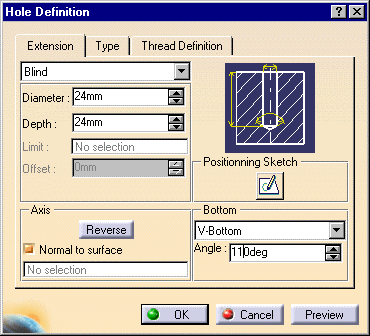 Hole Definition
Extension Type Thread Definition
Blind
Diameter : 24mm
Depth : 24mm
Limit : No selection
Offset : 0mm
Positionning Sketch
Axis
Reverse
Normal to surface
No selection
Bottom
V-Bottom
Angle : 110deg
OK Cancel Preview